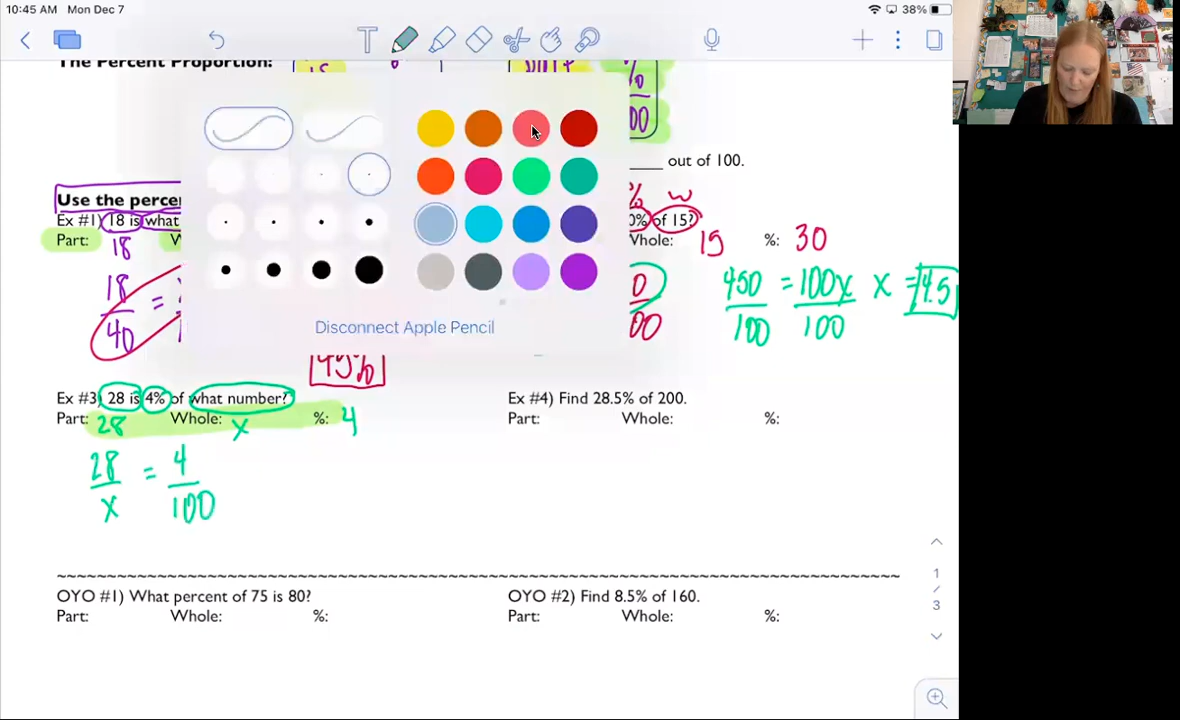 10:45 AM Mon Dec 7
38%
The Percent Proportion:
%
100
out of 100.
Use the
Ex #1) 18 is what
0% of 15?
% w
Part: 18
Whole: 15 %: 30
18
40
=
0
100
450 = 100x x = 4.5
100 100
45%
Disconnect Apple Pencil
Ex #3) 28 is 4% of what number?
Part: 28 Whole: x %: 4
28 = 4
x 100
Ex #4) Find 28.5% of 200.
Part: Whole: %:
1
/
3
~~~~~~~~~~~~~~~~~~~~~~~~~~~~~~~~~~~~~~~~~~~~~~~~~~~~~~~~~~~~~~~~~~~~~~~~~~~~~~~~~~~~~~~~
OYO #1) What percent of 75 is 80?
Part: Whole: %:
OYO #2) Find 8.5% of 160.
Part: Whole: %: